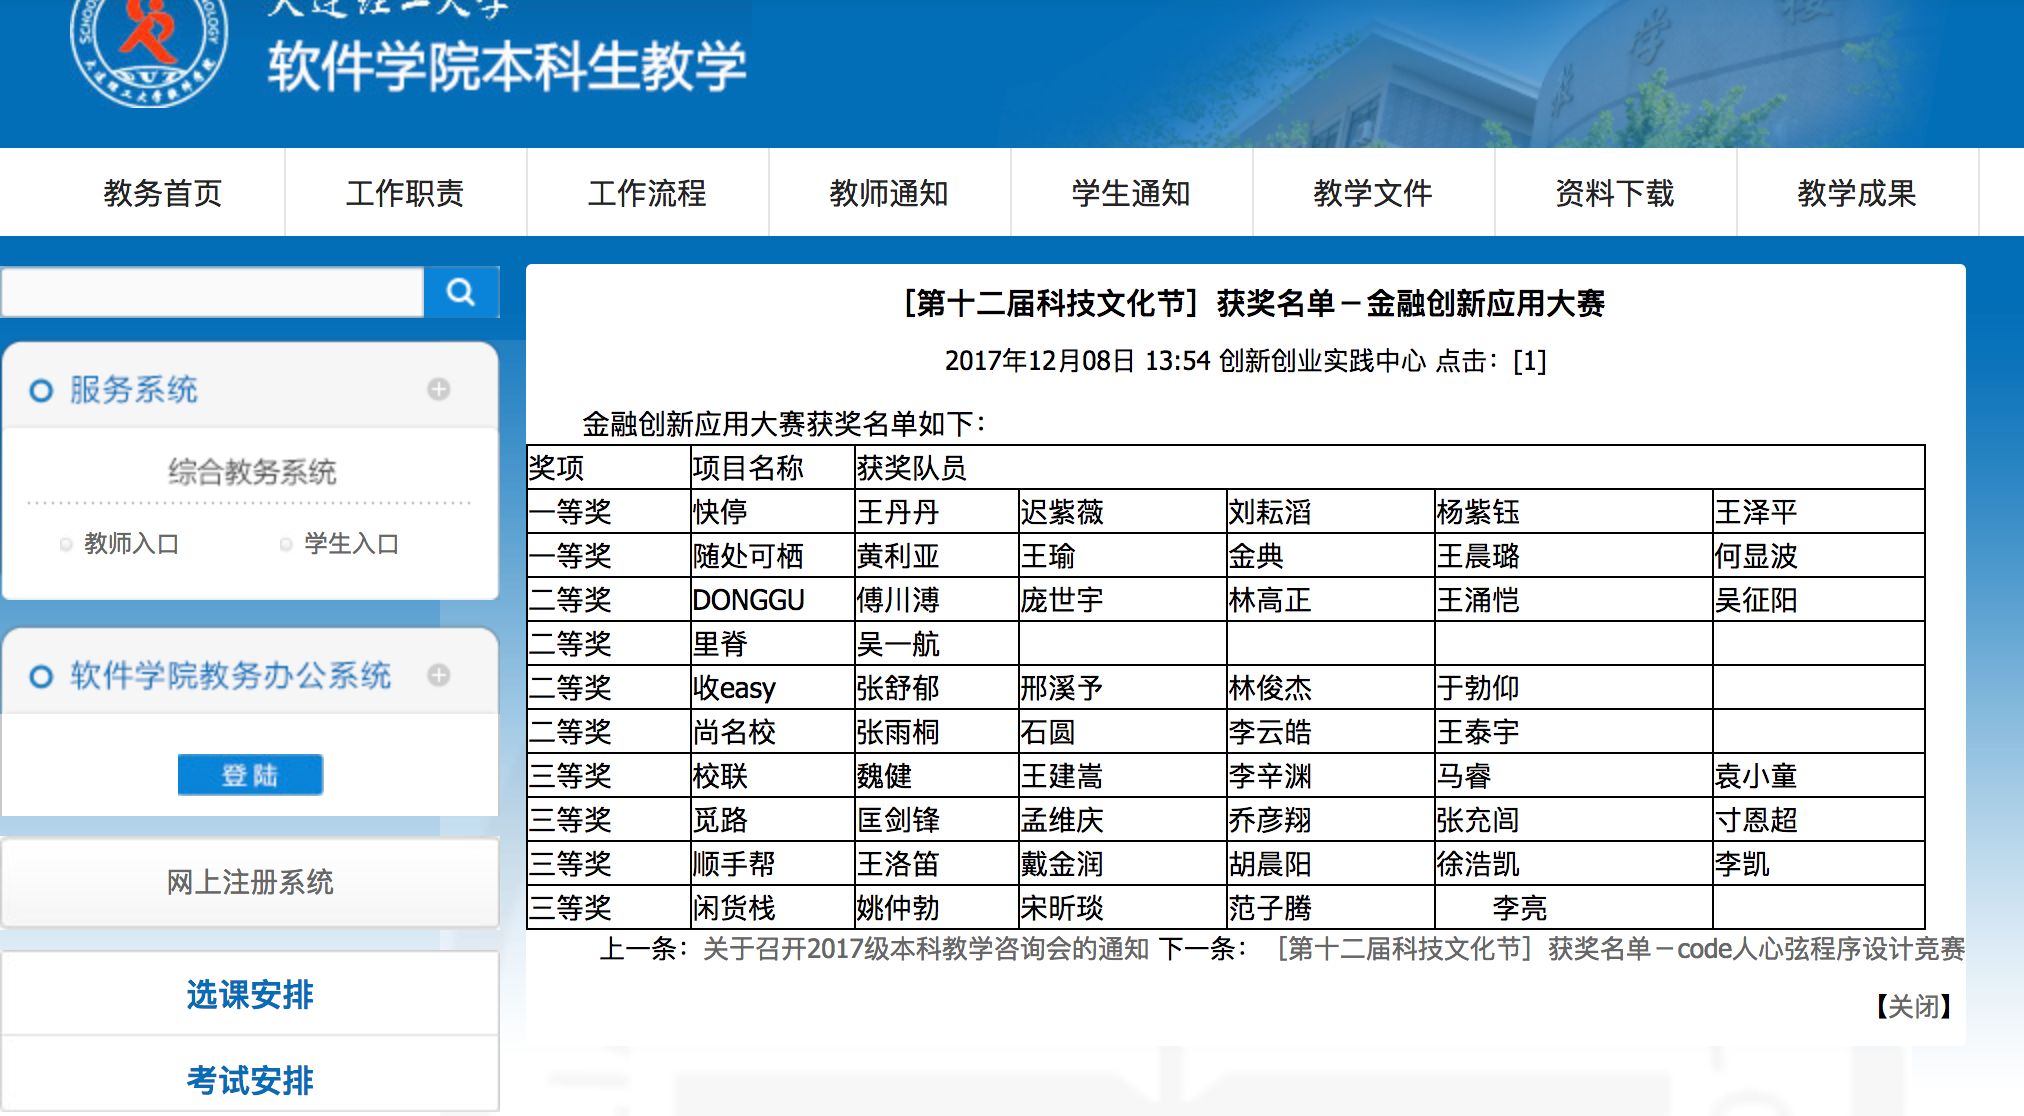 大连理工大学
软件学院本科生教学
教务首页 工作职责 工作流程 教师通知 学生通知 教学文件 资料下载 教学成果
服务系统
综合教务系统
教师入口 学生入口
软件学院教务办公系统
登陆
网上注册系统
选课安排
考试安排
［第十二届科技文化节］获奖名单－金融创新应用大赛
2017年12月08日 13:54 创新创业实践中心 点击：[1]
金融创新应用大赛获奖名单如下：
奖项 项目名称 获奖队员
一等奖 快停 王丹丹 迟紫薇 刘耘滔 杨紫钰 王泽平
一等奖 随处可栖 黄利亚 王瑜 金典 王晨璐 何显波
二等奖 DONGGU 傅川溥 庞世宇 林高正 王涌恺 吴征阳
二等奖 里脊 吴一航
二等奖 收easy 张舒郁 邢溪予 林俊杰 于勃仰
二等奖 尚名校 张雨桐 石圆 李云皓 王泰宇
三等奖 校联 魏健 王建嵩 李辛渊 马睿 袁小童
三等奖 觅路 匡剑锋 孟维庆 乔彦翔 张充闾 寸恩超
三等奖 顺手帮 王洛笛 戴金润 胡晨阳 徐浩凯 李凯
三等奖 闲货栈 姚仲勃 宋昕琰 范子腾 李亮
上一条：关于召开2017级本科教学咨询会的通知 下一条：［第十二届科技文化节］获奖名单－code人心弦程序设计竞赛
【关闭】